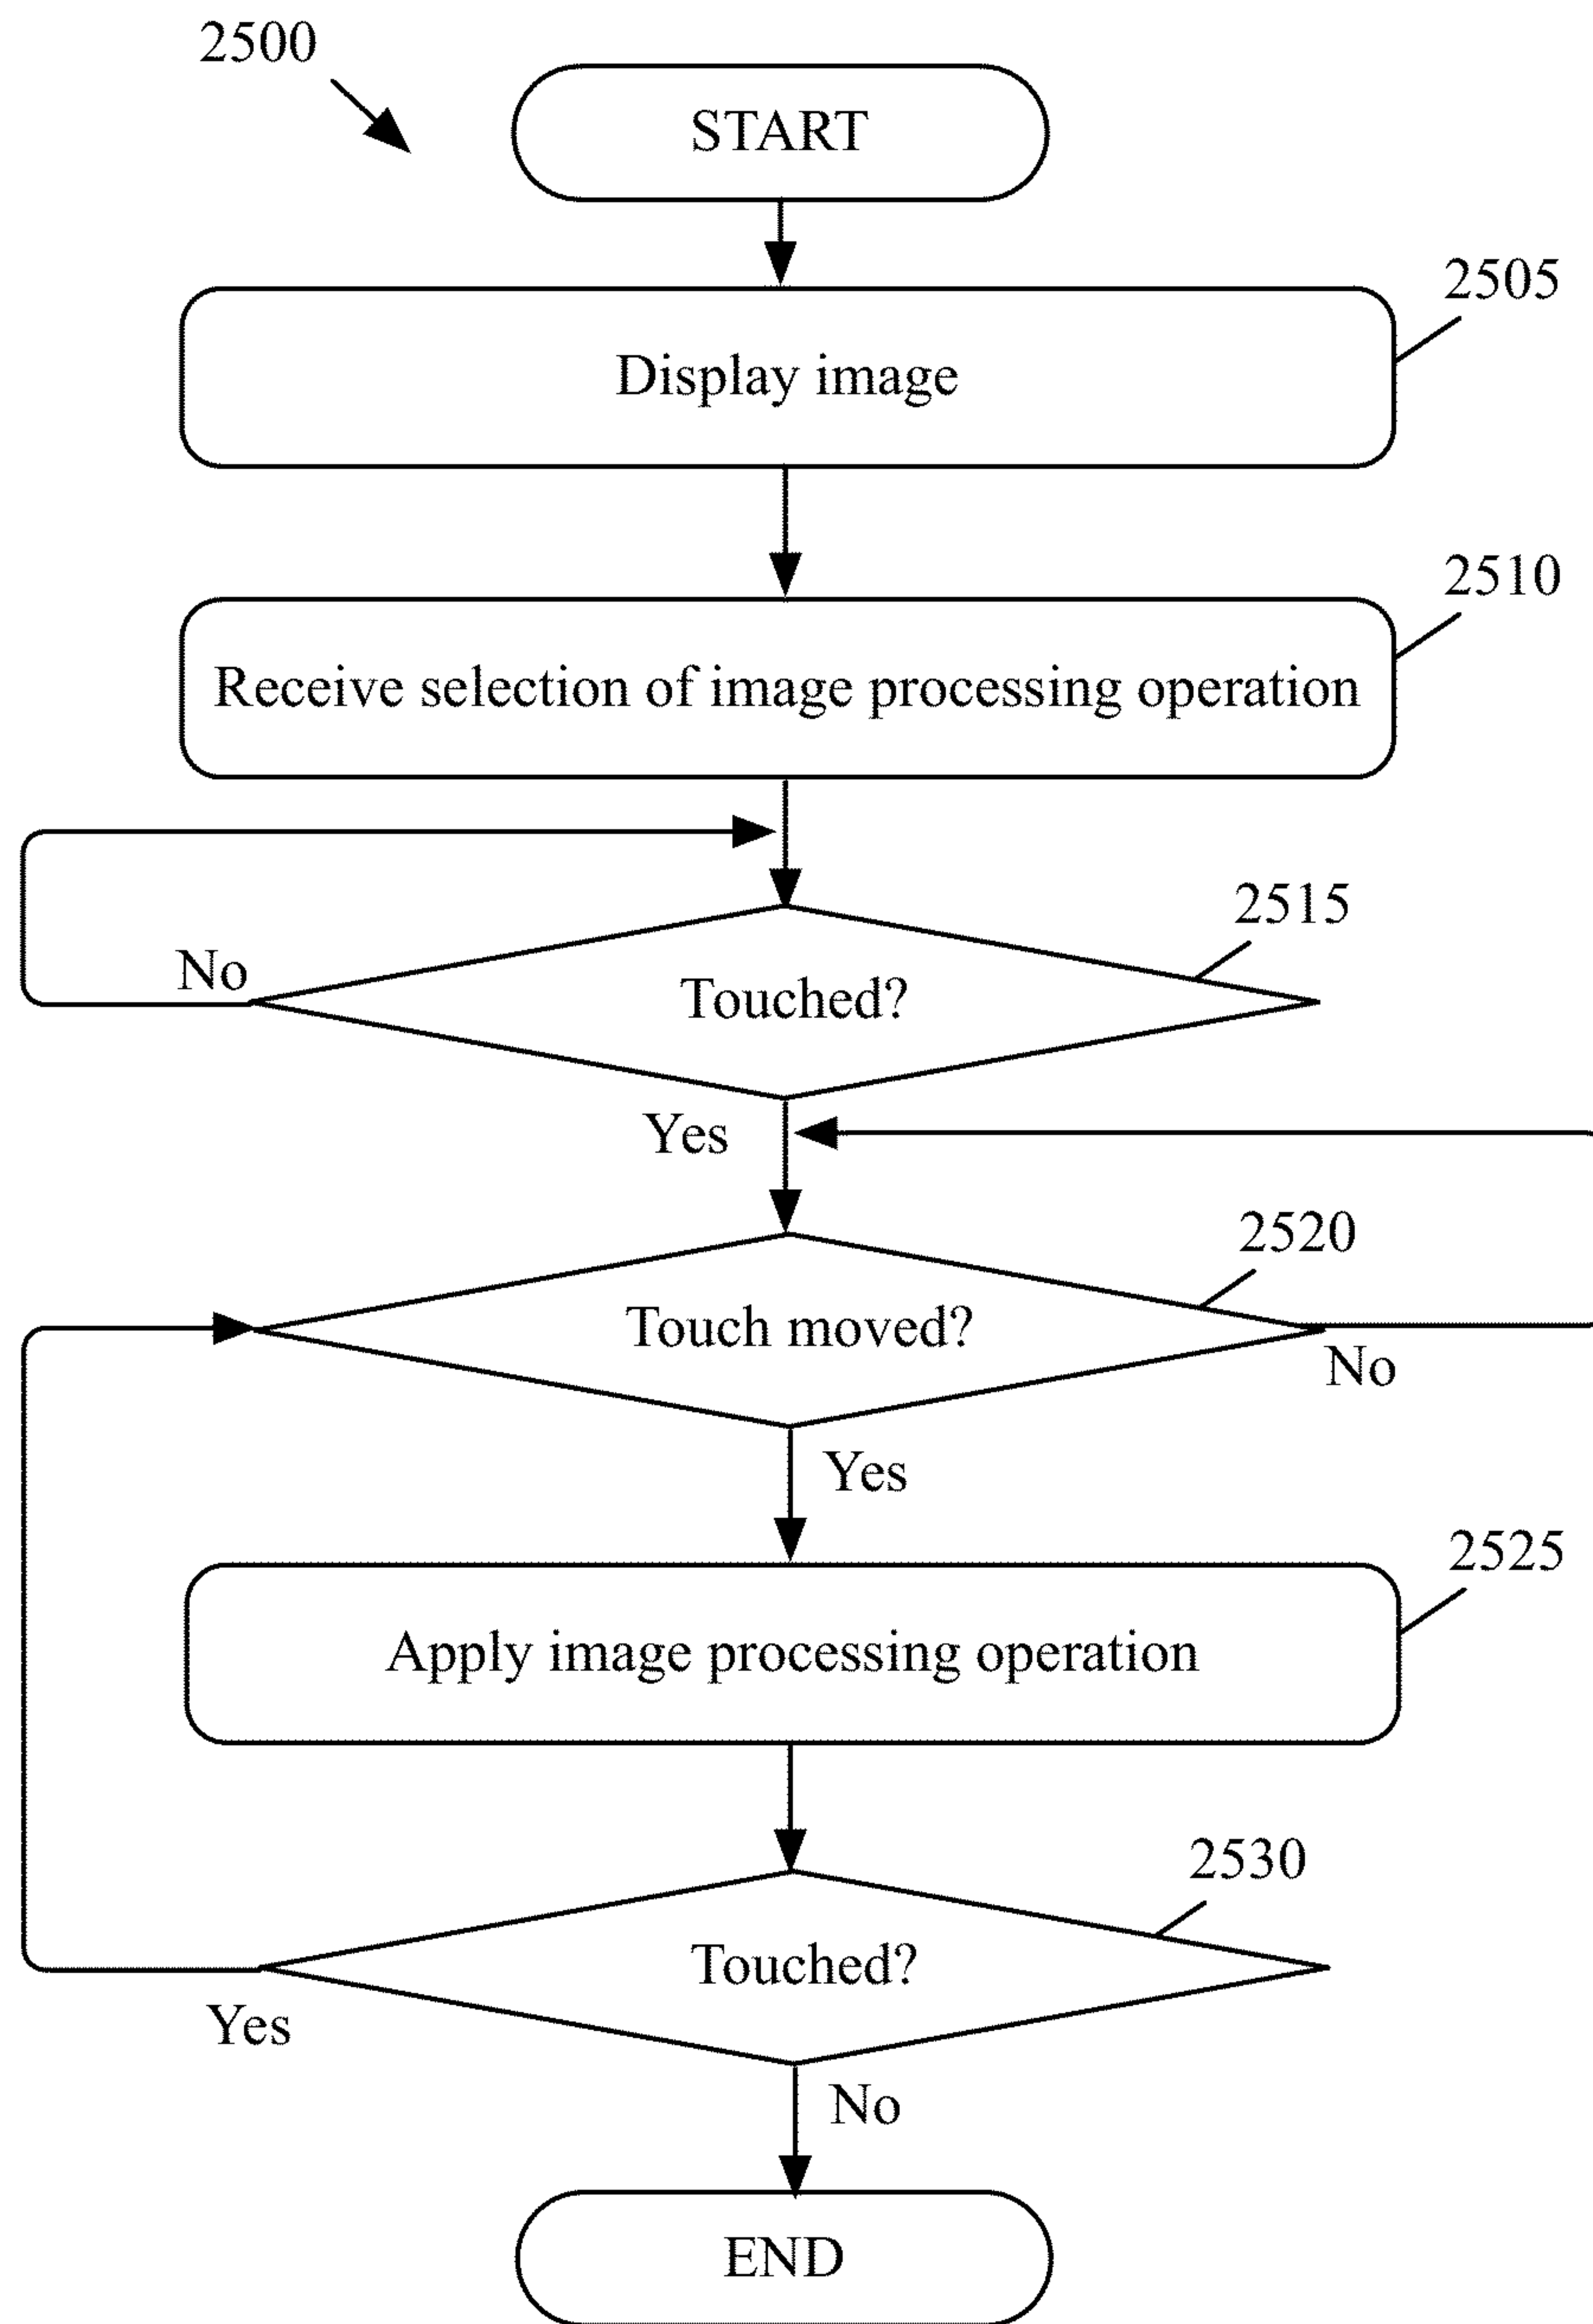 2500
START
2505
Display image
2510
Receive selection of image processing operation
2515
No
Touched?
Yes
2520
Touch moved?
No
Yes
2525
Apply image processing operation
2530
Touched?
Yes
No
END